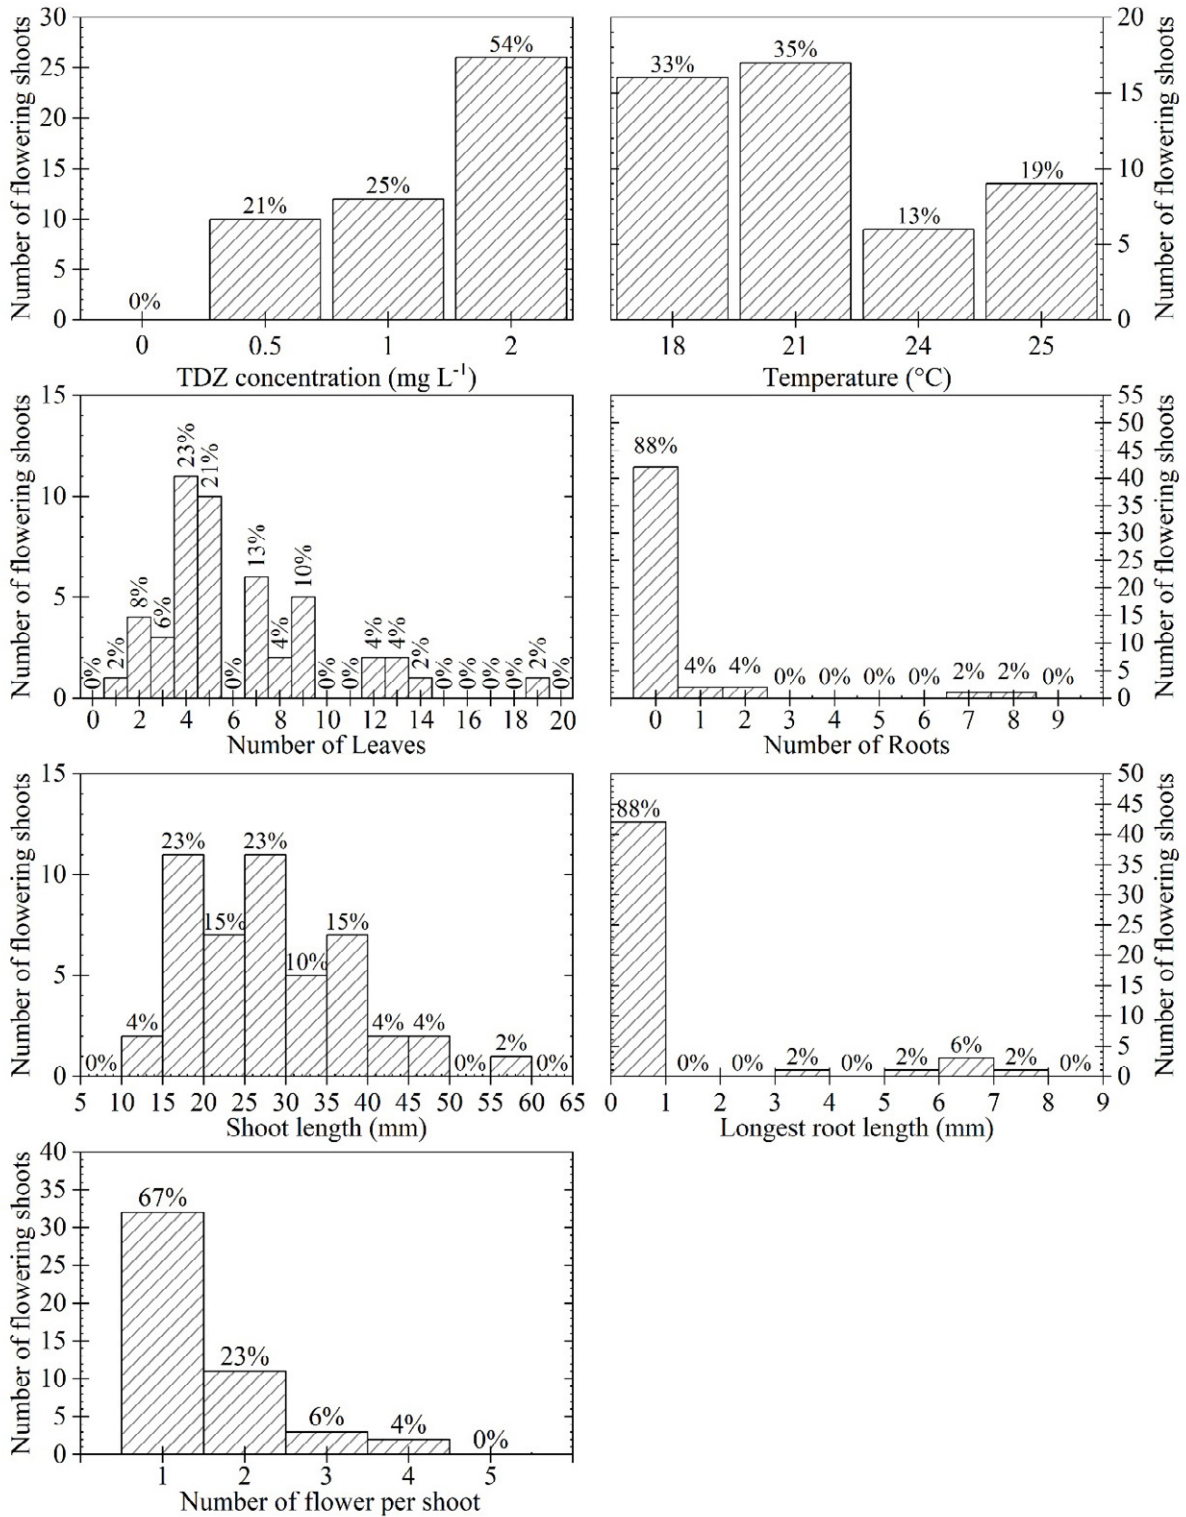 Number of flowering shoots
30
25
20
15
10
5
0
0% 21% 25% 54%
0 0.5 1 2
TDZ concentration (mg L⁻¹)
33% 35% 13% 19%
18 21 24 25
Temperature (°C)
20
15
10
5
0
Number of flowering shoots
Number of flowering shoots
15
10
5
0
0% 2% 8% 6% 23% 21% 0% 13% 4% 10% 0% 0% 4% 4% 2% 0% 0% 0% 0% 2% 0%
0 2 4 6 8 10 12 14 16 18 20
Number of Leaves
88% 4% 4% 0% 0% 0% 0% 2% 2% 0%
0 1 2 3 4 5 6 7 8 9
Number of Roots
55
50
45
40
35
30
25
20
15
10
5
0
Number of flowering shoots
Number of flowering shoots
15
10
5
0
0% 4% 23% 15% 23% 10% 15% 4% 4% 0% 2% 0%
5 10 15 20 25 30 35 40 45 50 55 60 65
Shoot length (mm)
88% 0% 0% 2% 0% 2% 6% 2% 0%
0 1 2 3 4 5 6 7 8 9
Longest root length (mm)
50
45
40
35
30
25
20
15
10
5
0
Number of flowering shoots
Number of flowering shoots
40
35
30
25
20
15
10
5
0
67% 23% 6% 4% 0%
1 2 3 4 5
Number of flower per shoot